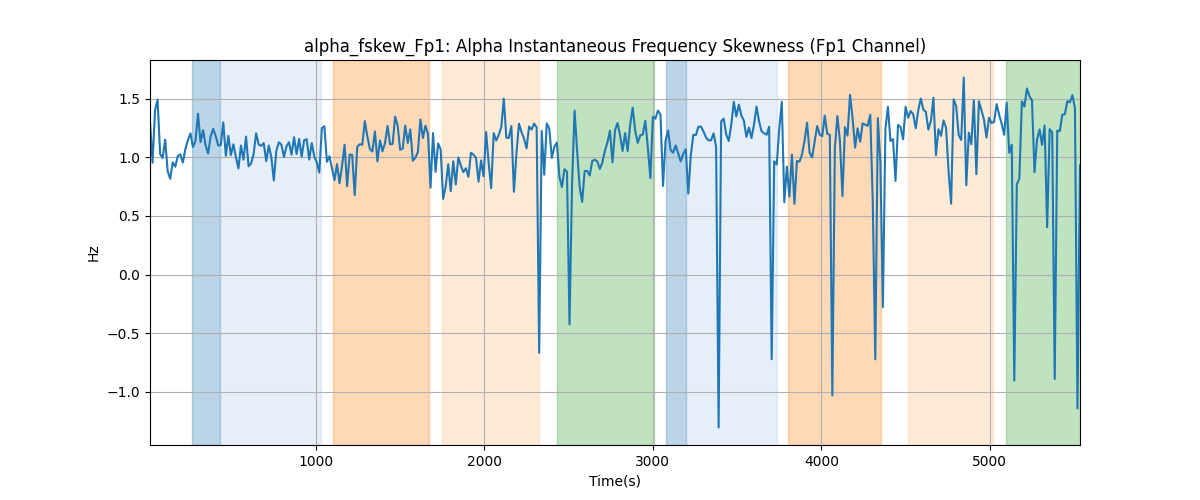 alpha_fskew_Fp1: Alpha Instantaneous Frequency Skewness (Fp1 Channel)
1.5
1.0
0.5
0.0
−0.5
−1.0
Hz
1000 2000 3000 4000 5000
Time(s)